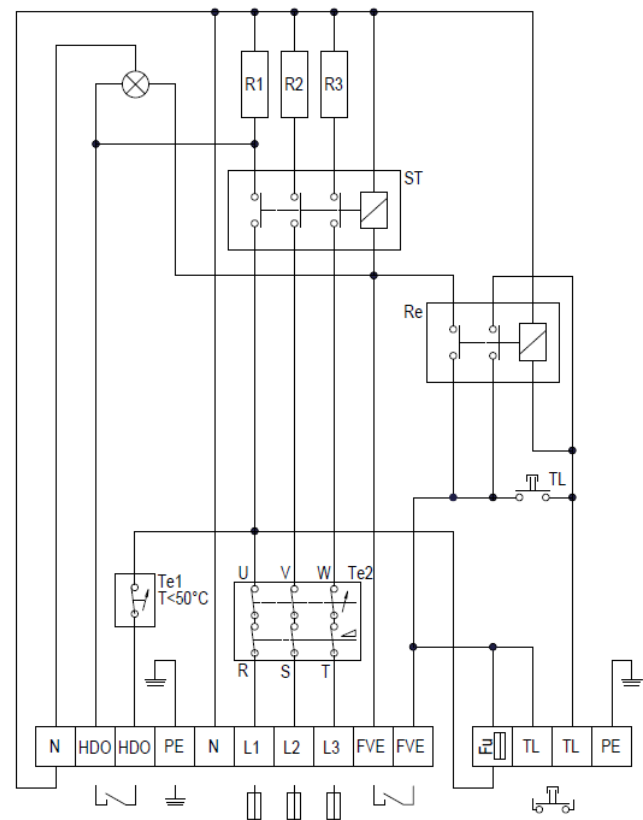 R1 R2 R3
ST
Re
TL
Te1
T<50°C
U V W Te2
R S T
N HDO HDO PE N L1 L2 L3 FVE FVE Fu TL TL PE